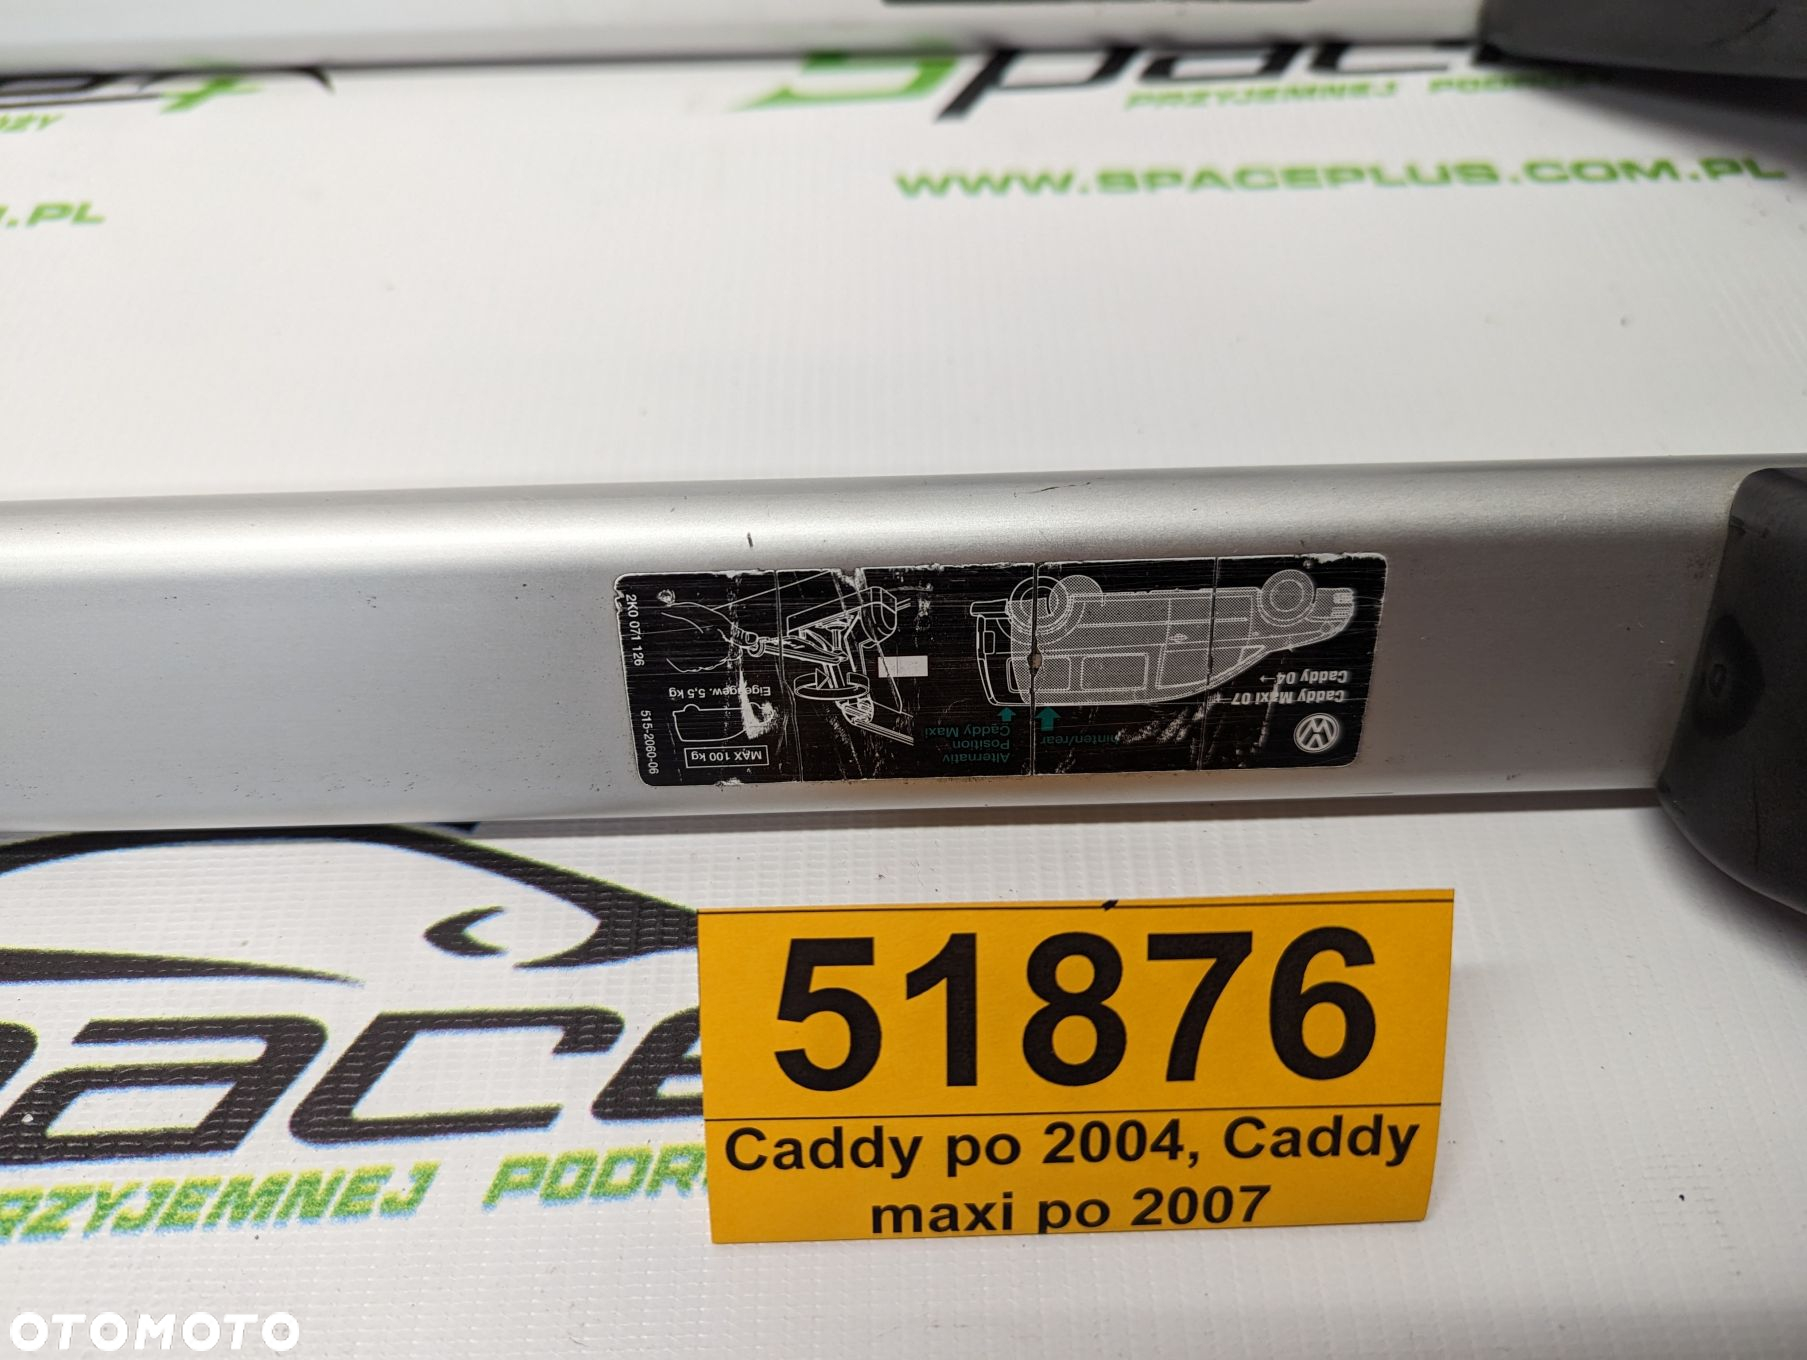 PRZYJEMNEJ
WWW.SPACEPLUS.COM.PL
.PL
2K0 071 126
515-2060-06
MAX 100 kg
Eigengew. 5,5 kg
Alternativ
Position
Caddy Maxi
hinten/rear
Caddy Maxi 07→
Caddy 04→
51876
Caddy po 2004, Caddy
maxi po 2007
PRZYJEMNEJ
OTOMOTO